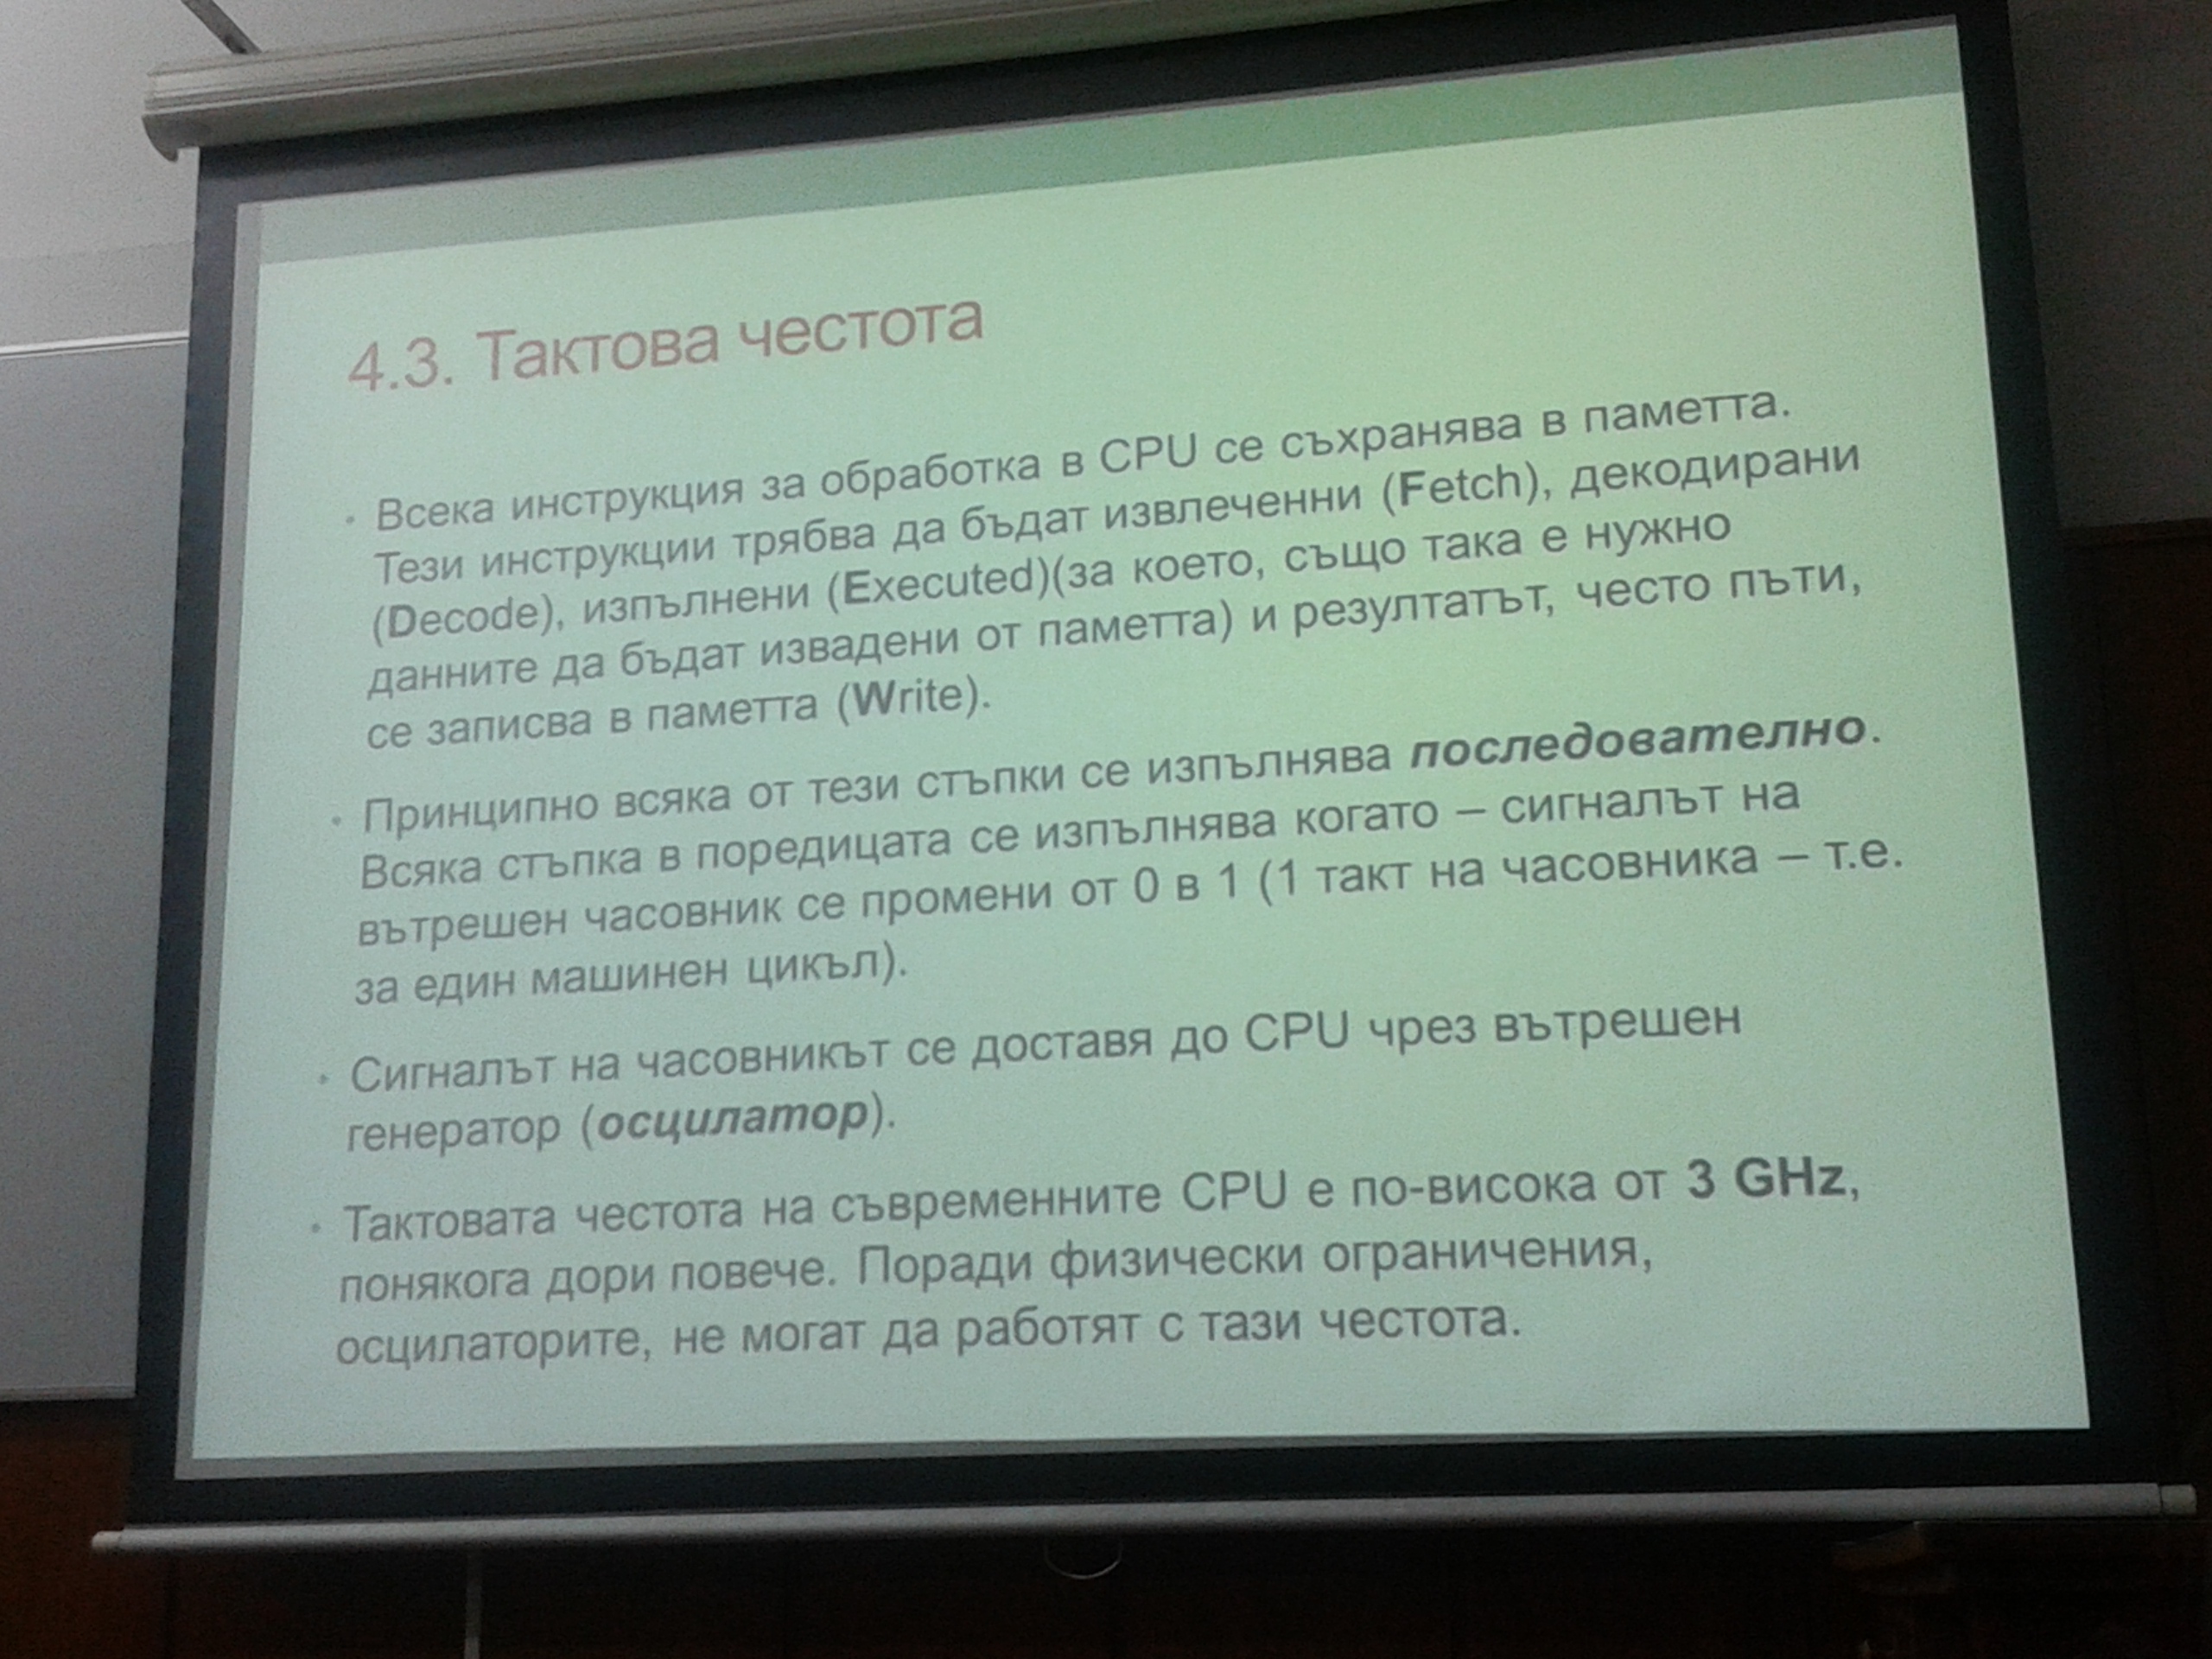 4.3. Тактова честота
• Всека инструкция за обработка в CPU се съхранява в паметта.
Тези инструкции трябва да бъдат извлеченни (Fetch), декодирани
(Decode), изпълнени (Executed)(за което, също така е нужно
данните да бъдат извадени от паметта) и резултатът, често пъти,
се записва в паметта (Write).
• Принципно всяка от тези стъпки се изпълнява последователно.
Всяка стъпка в поредицата се изпълнява когато – сигналът на
вътрешен часовник се промени от 0 в 1 (1 такт на часовника – т.е.
за един машинен цикъл).
• Сигналът на часовникът се доставя до CPU чрез вътрешен
генератор (осцилатор).
• Тактовата честота на съвременните CPU е по-висока от 3 GHz,
понякога дори повече. Поради физически ограничения,
осцилаторите, не могат да работят с тази честота.